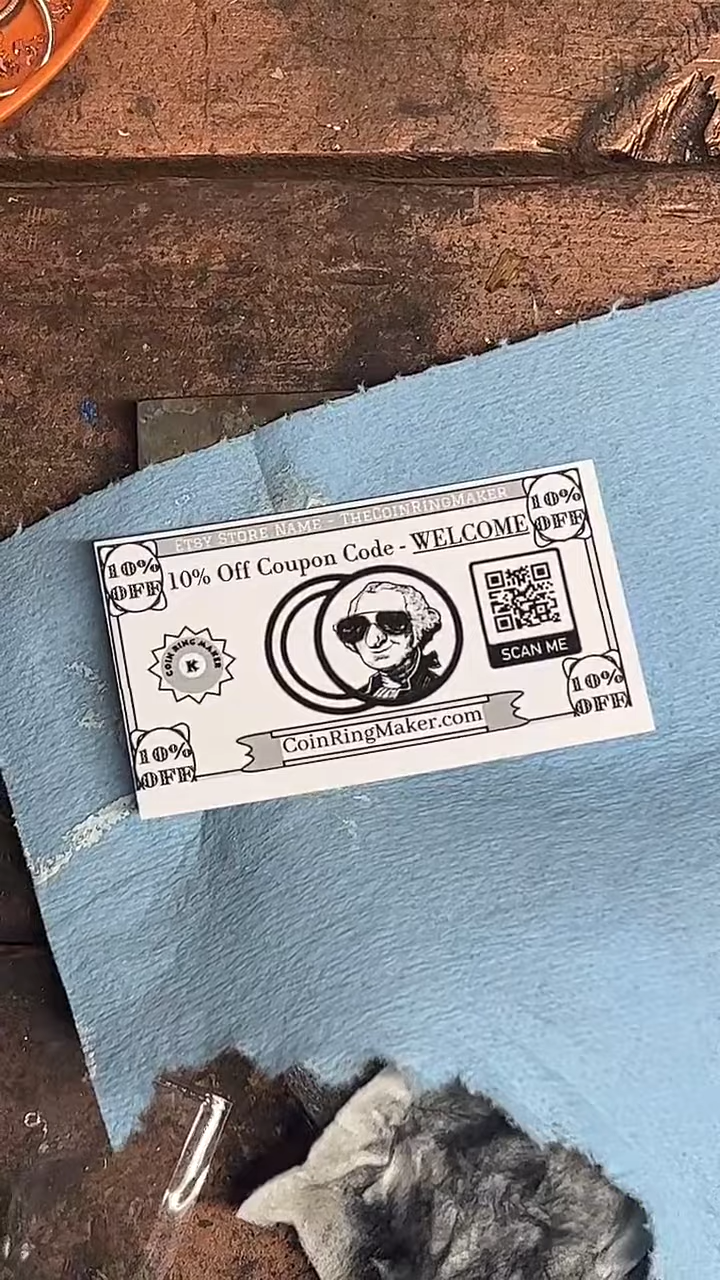 ETSY STORE NAME - THECOINRINGMAKER
10% OFF
10% OFF
10% Off Coupon Code - WELCOME
COIN RING MAKER
K
SCAN ME
10% OFF
10% OFF
CoinRingMaker.com